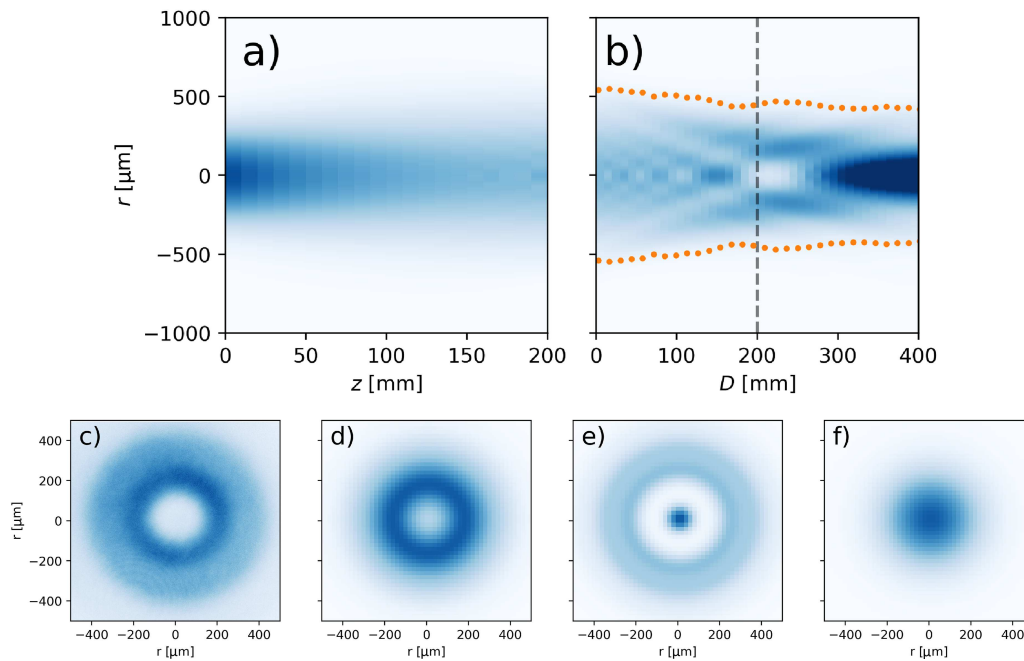 a)
b)
1000
500
0
−500
−1000
r [µm]
0 50 100 150 200
z [mm]
0 100 200 300 400
D [mm]
c)
d)
e)
f)
400
200
0
−200
−400
r [µm]
−400 −200 0 200 400
−400 −200 0 200 400
−400 −200 0 200 400
−400 −200 0 200 400
r [µm]
r [µm]
r [µm]
r [µm]